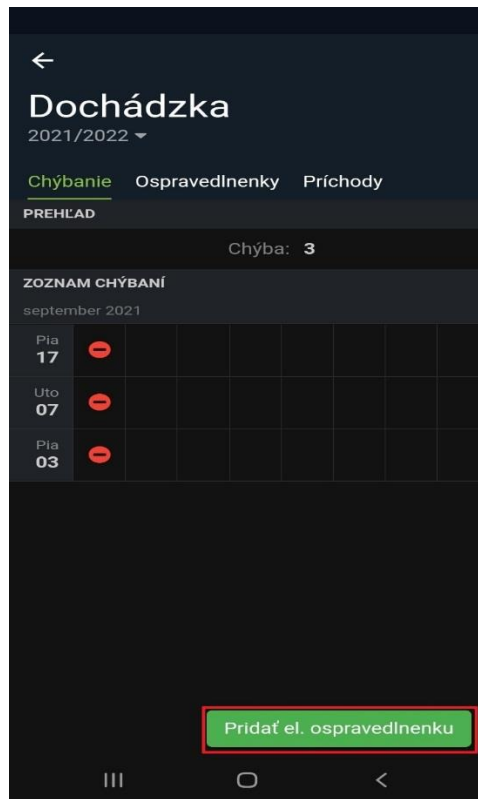 Dochádzka
2021/2022
Chýbanie Ospravedlnenky Príchody
PREHĽAD
Chýba: 3
ZOZNAM CHÝBANÍ
september 2021
Pia
17
Uto
07
Pia
03
Pridať el. ospravedlnenku